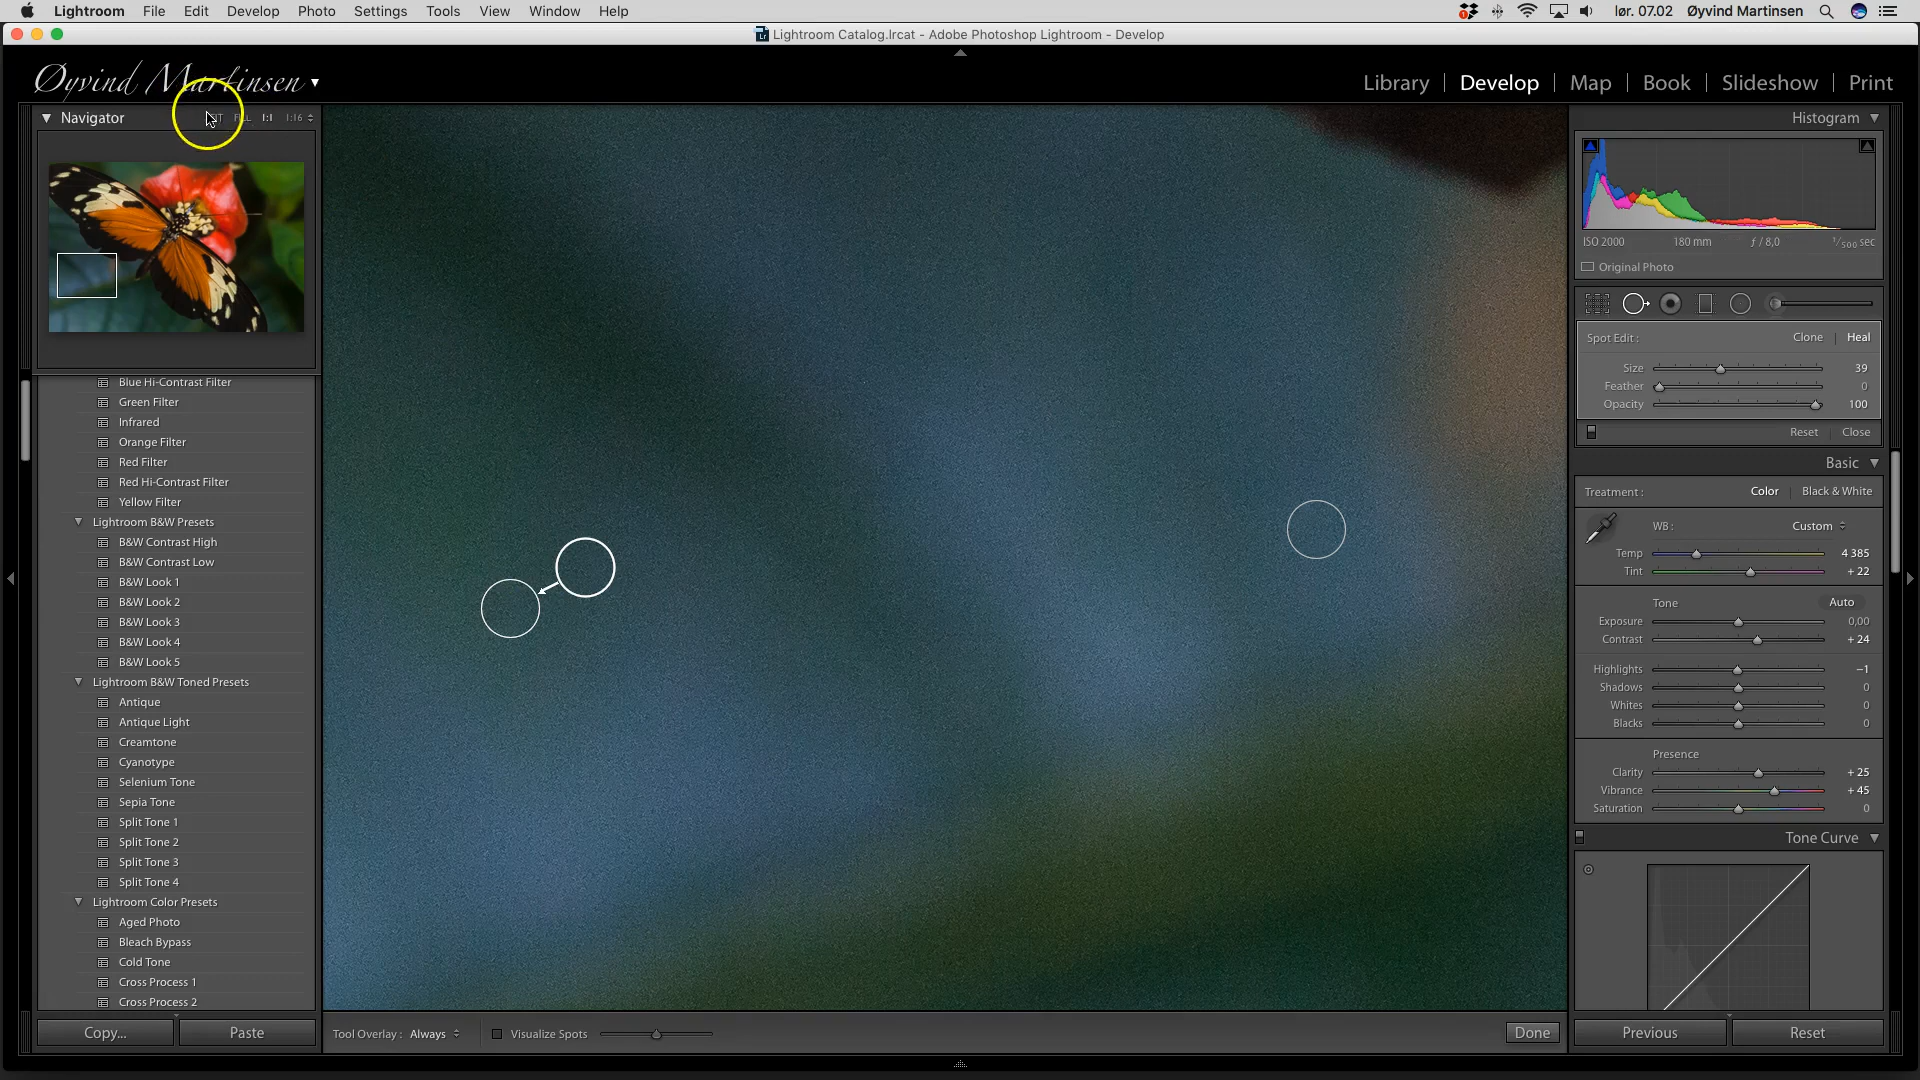 Lightroom File Edit Develop Photo Settings Tools View Window Help
1 lør. 07.02 Øyvind Martinsen
Lr Lightroom Catalog.lrcat - Adobe Photoshop Lightroom - Develop
Øyvind Martinsen
Library | Develop | Map | Book | Slideshow | Print
Navigator 1:1 1:16
Blue Hi-Contrast Filter
Green Filter
Infrared
Orange Filter
Red Filter
Red Hi-Contrast Filter
Yellow Filter
Lightroom B&W Presets
B&W Contrast High
B&W Contrast Low
B&W Look 1
B&W Look 2
B&W Look 3
B&W Look 4
B&W Look 5
Lightroom B&W Toned Presets
Antique
Antique Light
Creamtone
Cyanotype
Selenium Tone
Sepia Tone
Split Tone 1
Split Tone 2
Split Tone 3
Split Tone 4
Lightroom Color Presets
Aged Photo
Bleach Bypass
Cold Tone
Cross Process 1
Cross Process 2
Copy... Paste
Tool Overlay : Always Visualize Spots Done
Histogram
ISO 2000 180 mm ƒ / 8,0 1/500 sec
Original Photo
Spot Edit : Clone | Heal
Size 39
Feather 0
Opacity 100
Reset Close
Basic
Treatment : Color | Black & White
WB : Custom
Temp 4 385
Tint + 22
Tone Auto
Exposure 0,00
Contrast + 24
Highlights −1
Shadows 0
Whites 0
Blacks 0
Presence
Clarity + 25
Vibrance + 45
Saturation 0
Tone Curve
Previous Reset